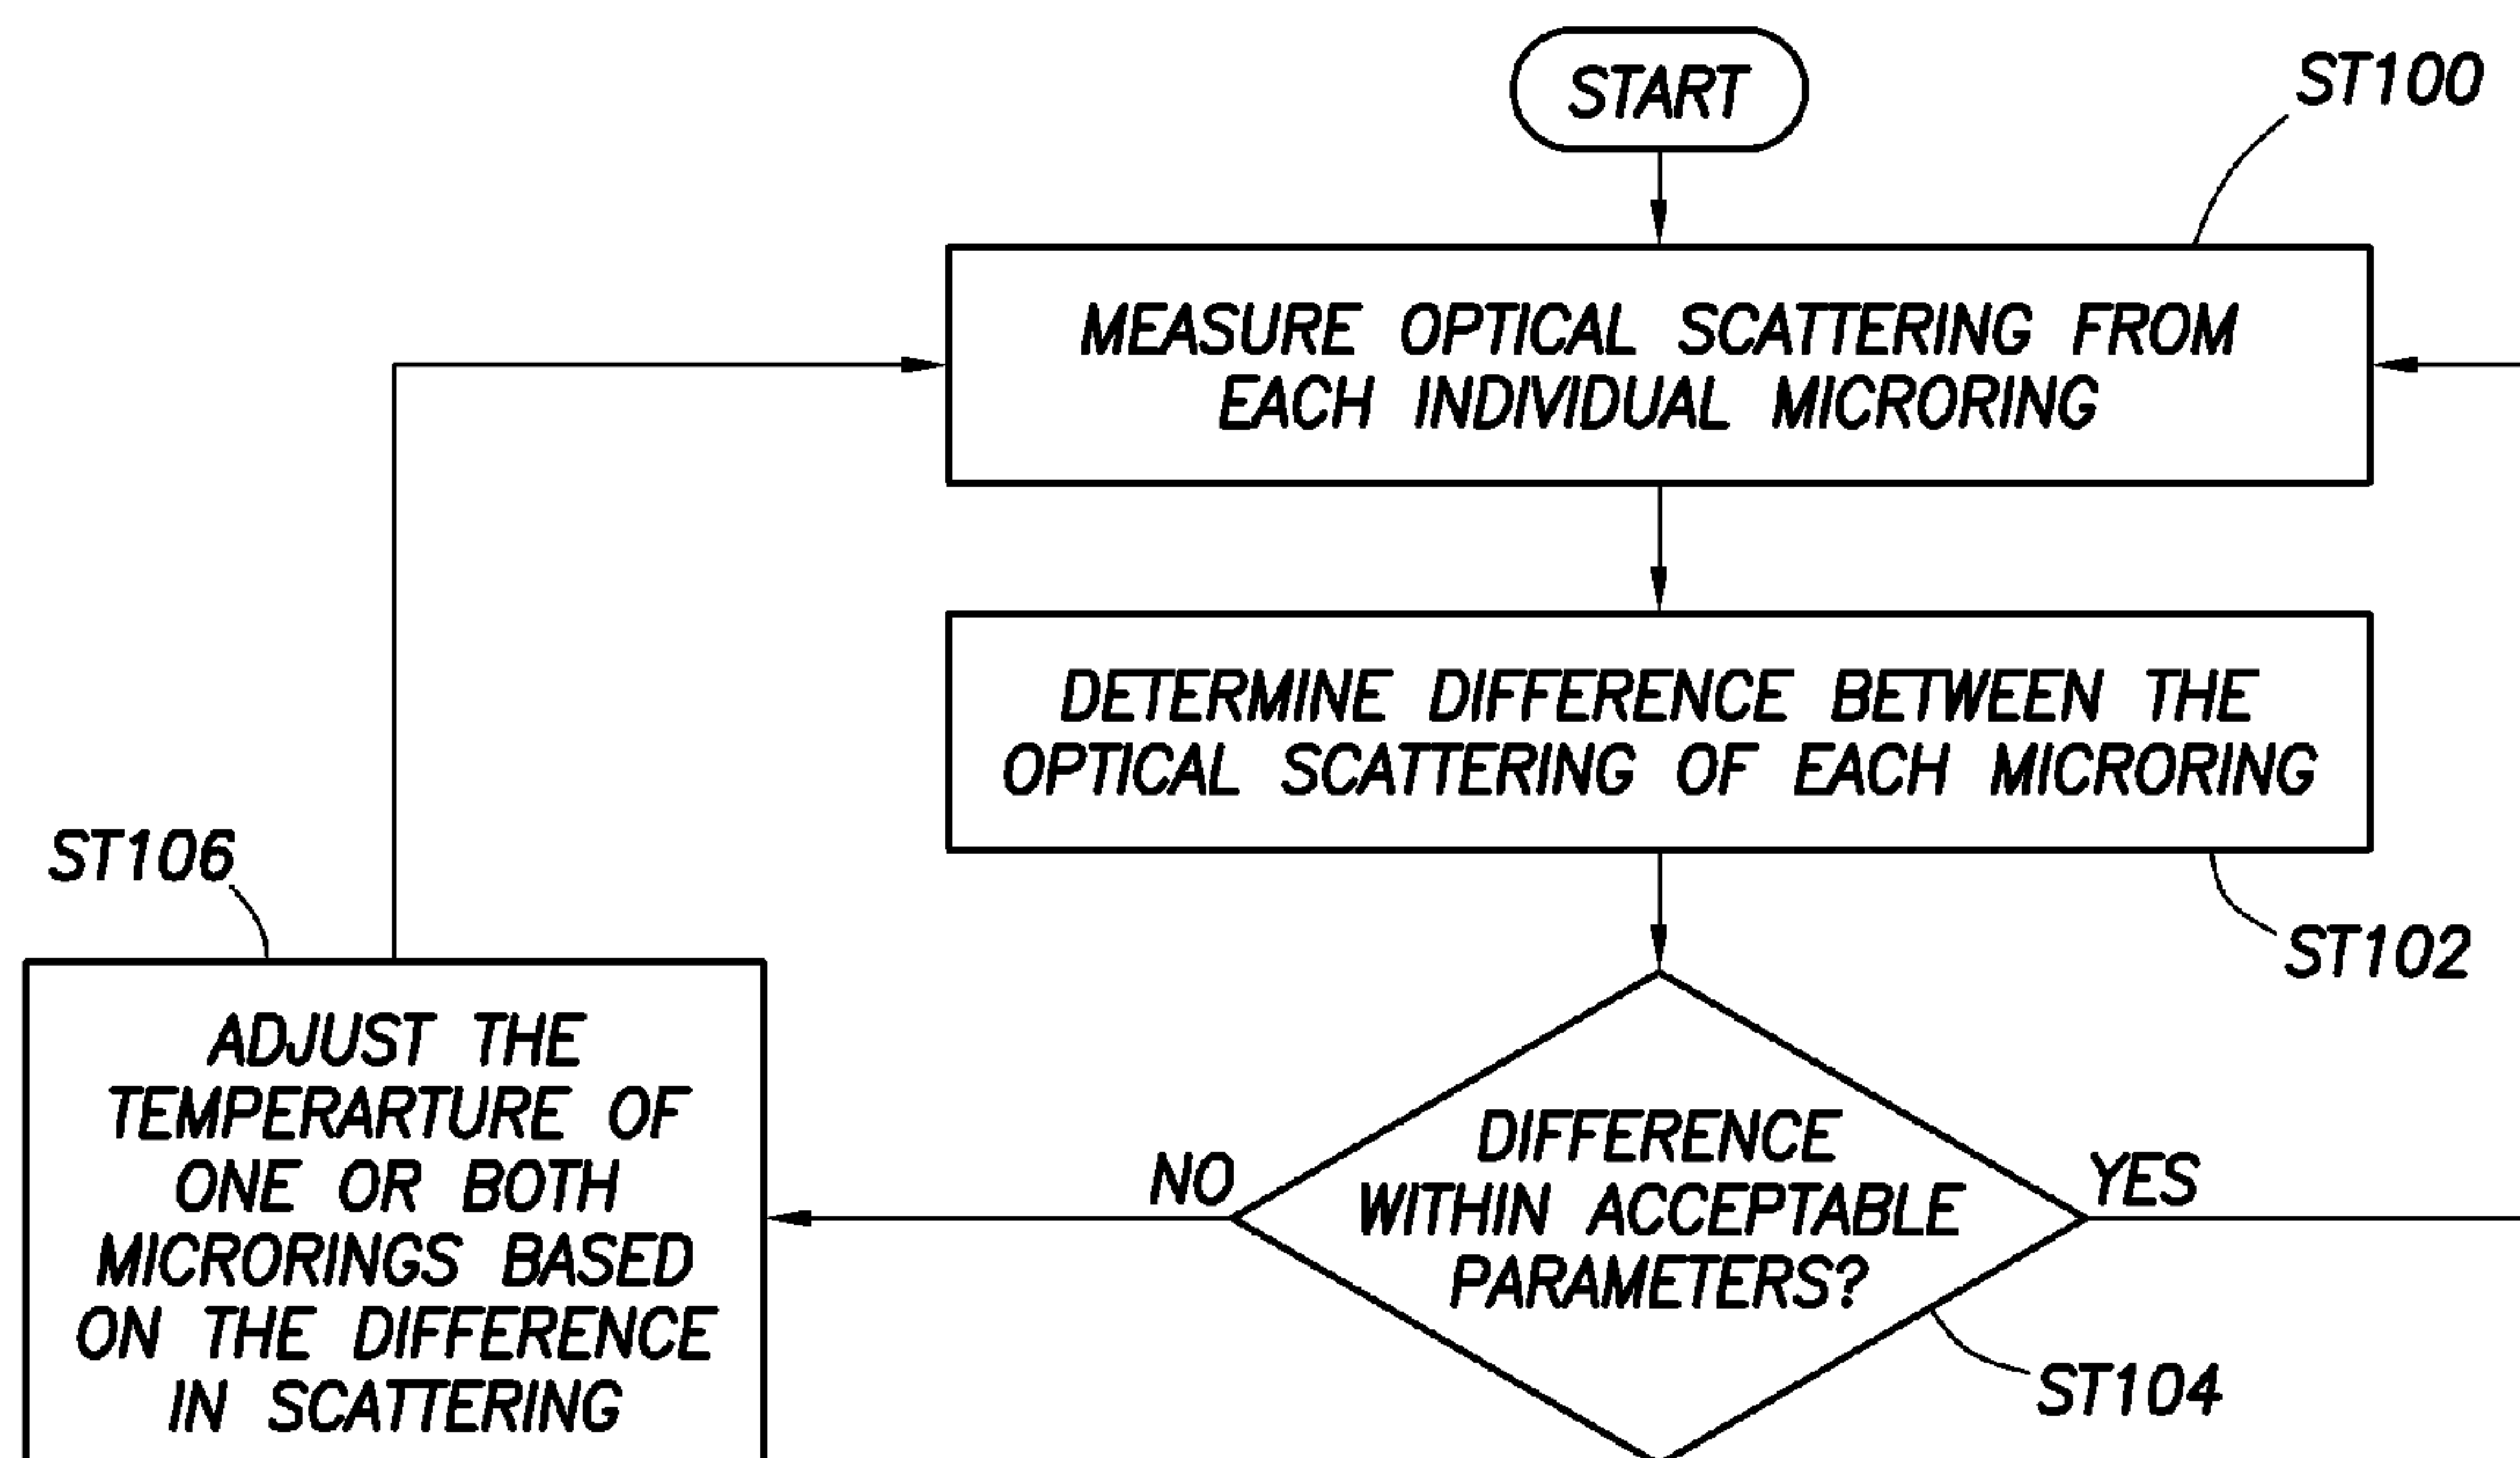 START
ST100
MEASURE OPTICAL SCATTERING FROM
EACH INDIVIDUAL MICRORING
DETERMINE DIFFERENCE BETWEEN THE
OPTICAL SCATTERING OF EACH MICRORING
ST102
ST106
ADJUST THE
TEMPERARTURE OF
ONE OR BOTH
MICRORINGS BASED
ON THE DIFFERENCE
IN SCATTERING
NO
DIFFERENCE
WITHIN ACCEPTABLE
PARAMETERS?
YES
ST104